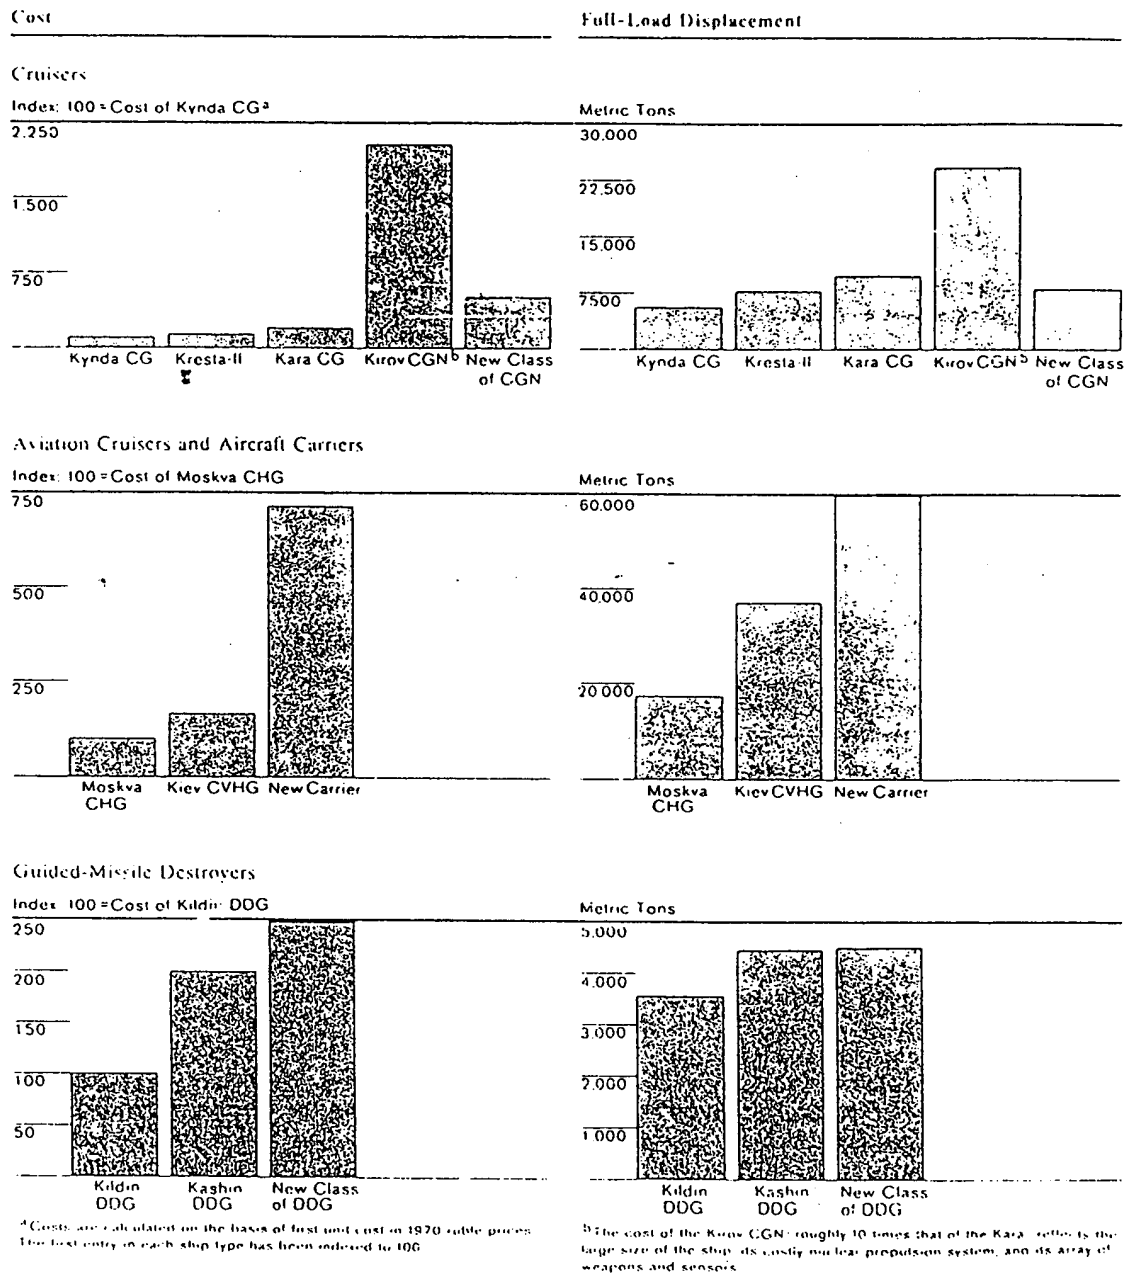 Cost
Full-Load Displacement
Cruisers
Index: 100 = Cost of Kynda CGa
Metric Tons
2.250
1.500
750
Kynda CG
Kresta-II
Kara CG
Kirov CGNb
New Class
of CGN
30.000
22.500
15.000
7500
Kynda CG
Kresta-II
Kara CG
Kirov CGNb
New Class
of CGN
Aviation Cruisers and Aircraft Carriers
Index: 100 = Cost of Moskva CHG
Metric Tons
750
500
250
Moskva
CHG
Kiev CVHG
New Carrier
60.000
40.000
20 000
Moskva
CHG
Kiev CVHG
New Carrier
Guided-Missile Destroyers
Index 100 = Cost of Kildin DDG
Metric Tons
250
200
150
100
50
Kildin
DDG
Kashin
DDG
New Class
of DDG
5.000
4.000
3.000
2.000
1 000
Kildin
DDG
Kashin
DDG
New Class
of DDG
a Costs are calculated on the basis of first unit cost in 1970 ruble prices.
The first entry in each ship type has been indexed to 100
b The cost of the Kirov CGN roughly 10 times that of the Kara reflects the
large size of the ship, its costly nuclear propulsion system, and its array of
weapons and sensors